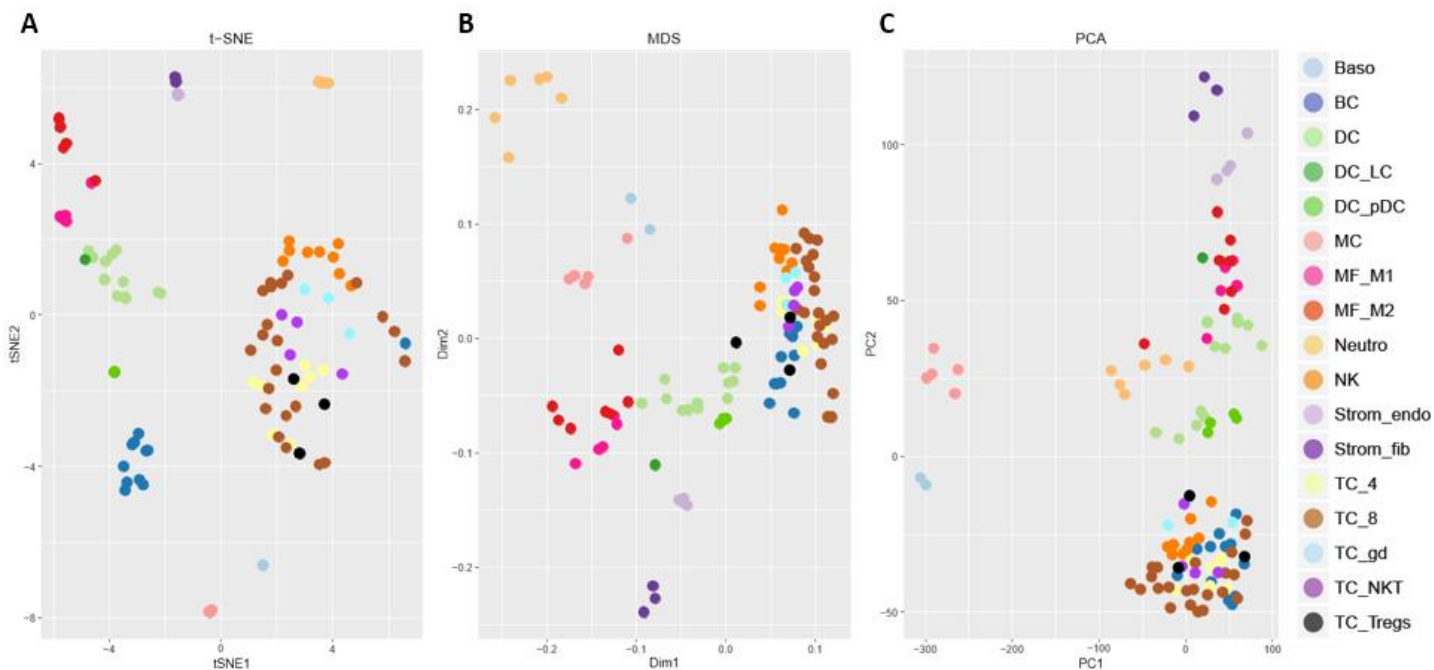 A
t-SNE
4
0
-4
-8
-4
0
4
tSNE1
tSNE2
B
MDS
0.2
0.1
0.0
-0.1
-0.2
-0.2
-0.1
0.0
0.1
Dim1
Dim2
C
PCA
100
50
0
-50
-300
-200
-100
0
50
100
PC1
PC2
Baso
BC
DC
DC_LC
DC_pDC
MC
MF_M1
MF_M2
Neutro
NK
Strom_endo
Strom_fib
TC_4
TC_8
TC_gd
TC_NKT
TC_Tregs